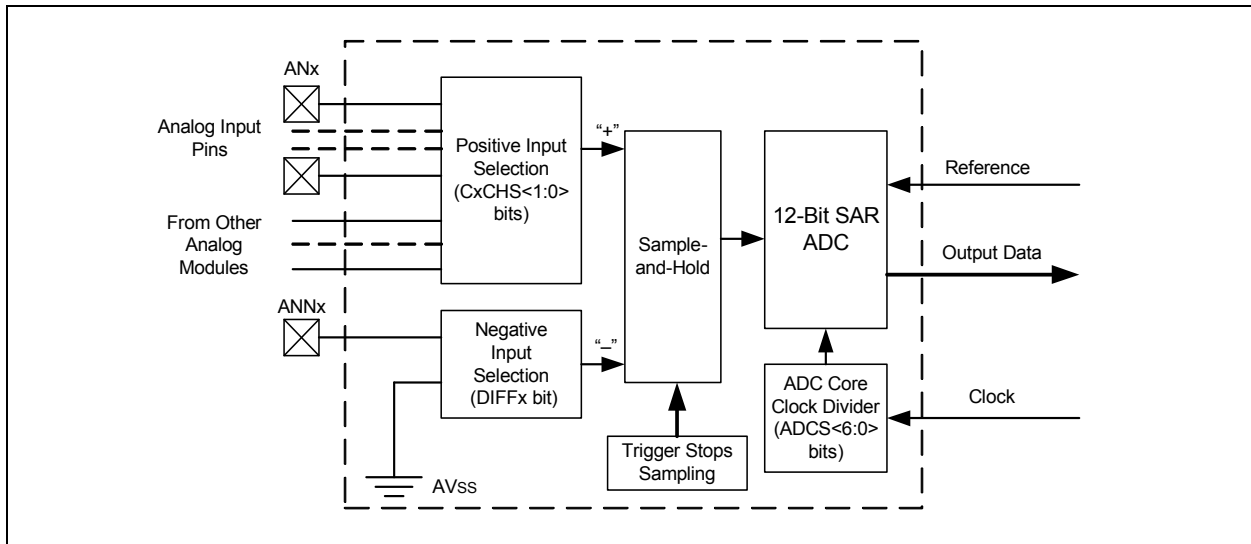 ANx
Analog Input
Pins
From Other
Analog
Modules
ANNx
Positive Input
Selection
(CxCHS<1:0>
bits)
"+"
Negative
Input
Selection
(DIFFx bit)
"–"
AVSS
Sample-
and-Hold
Trigger Stops
Sampling
12-Bit SAR
ADC
ADC Core
Clock Divider
(ADCS<6:0>
bits)
Reference
Output Data
Clock